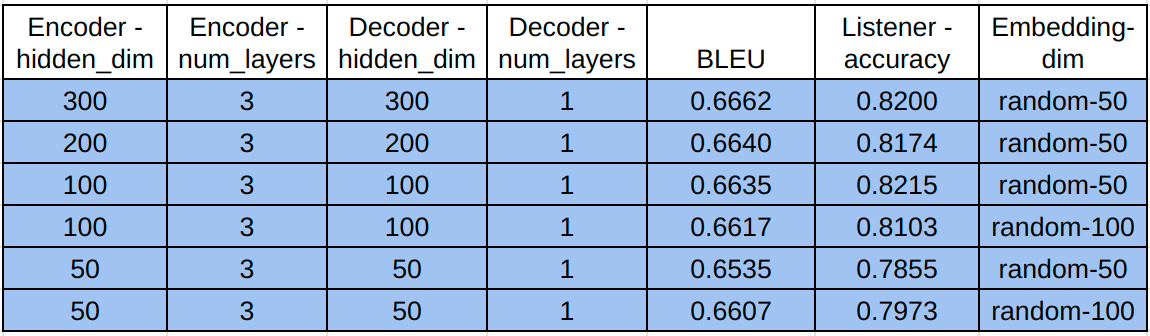 Encoder - hidden_dim Encoder - num_layers Decoder - hidden_dim Decoder - num_layers BLEU Listener - accuracy Embedding- dim
300 3 300 1 0.6662 0.8200 random-50
200 3 200 1 0.6640 0.8174 random-50
100 3 100 1 0.6635 0.8215 random-50
100 3 100 1 0.6617 0.8103 random-100
50 3 50 1 0.6535 0.7855 random-50
50 3 50 1 0.6607 0.7973 random-100